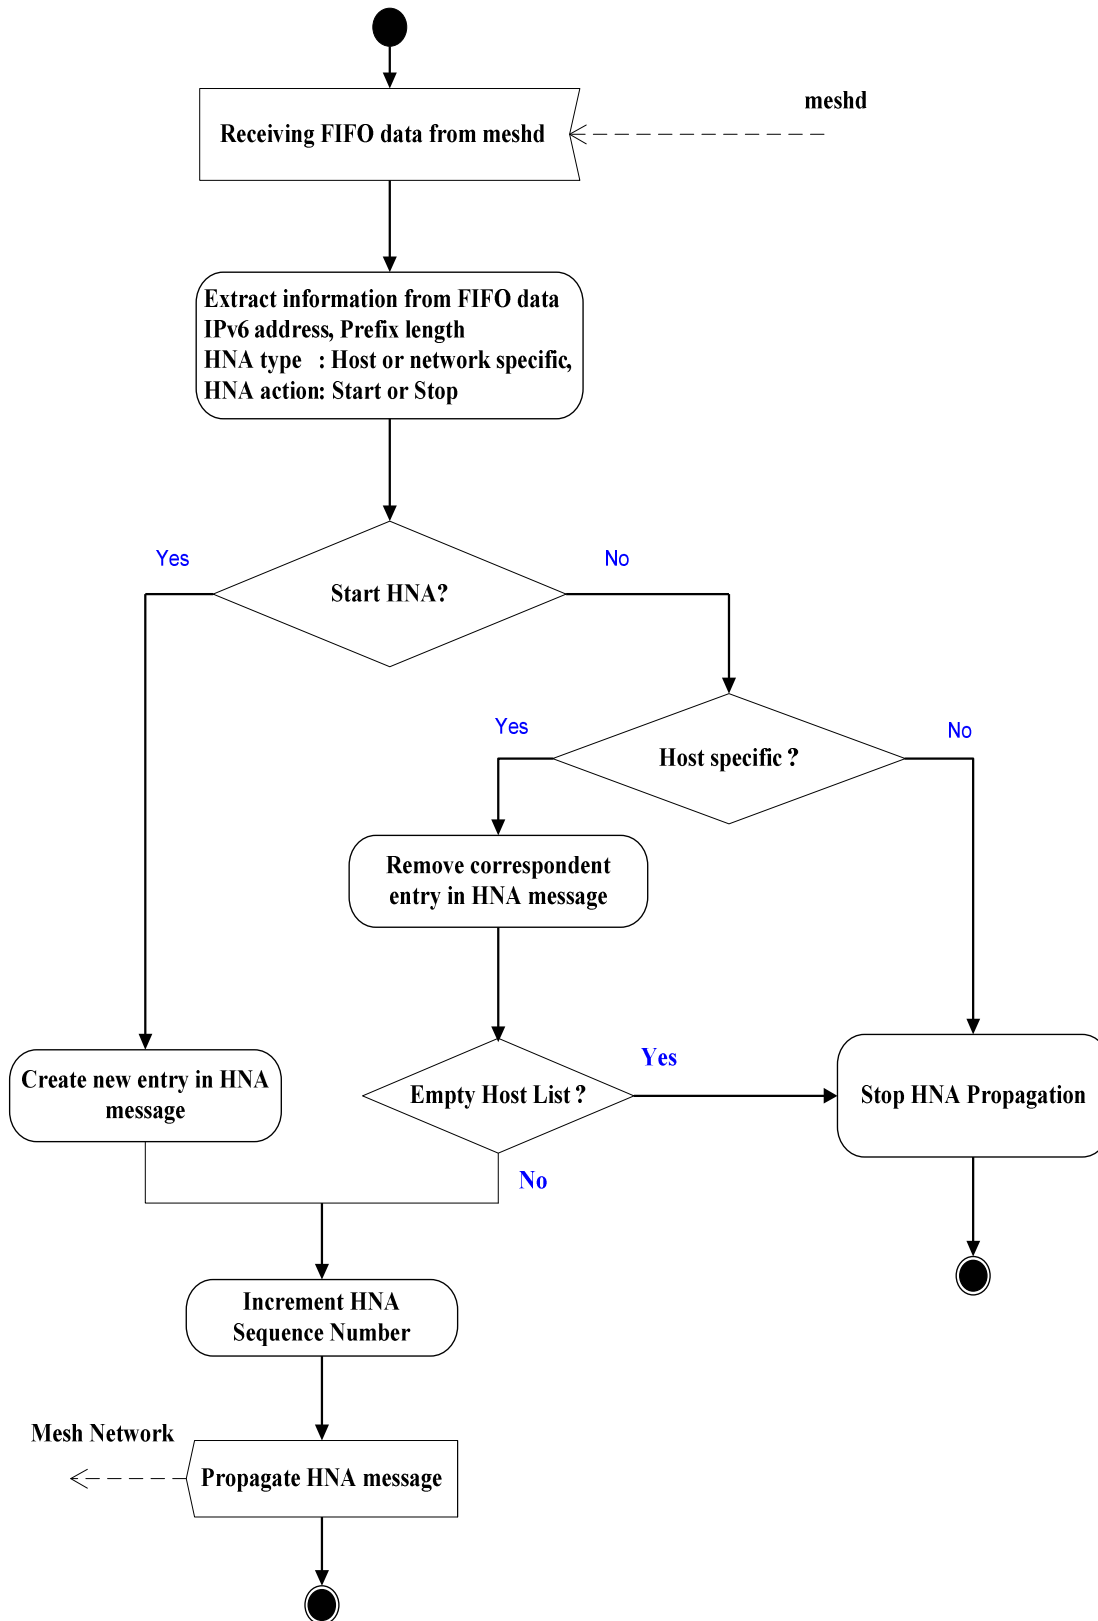 meshd
Receiving FIFO data from meshd
Extract information from FIFO data
IPv6 address, Prefix length
HNA type : Host or network specific,
HNA action: Start or Stop
Yes
No
Start HNA?
Yes
No
Host specific ?
Remove correspondent
entry in HNA message
Create new entry in HNA
message
Empty Host List ?
Yes
Stop HNA Propagation
No
Increment HNA
Sequence Number
Mesh Network
Propagate HNA message